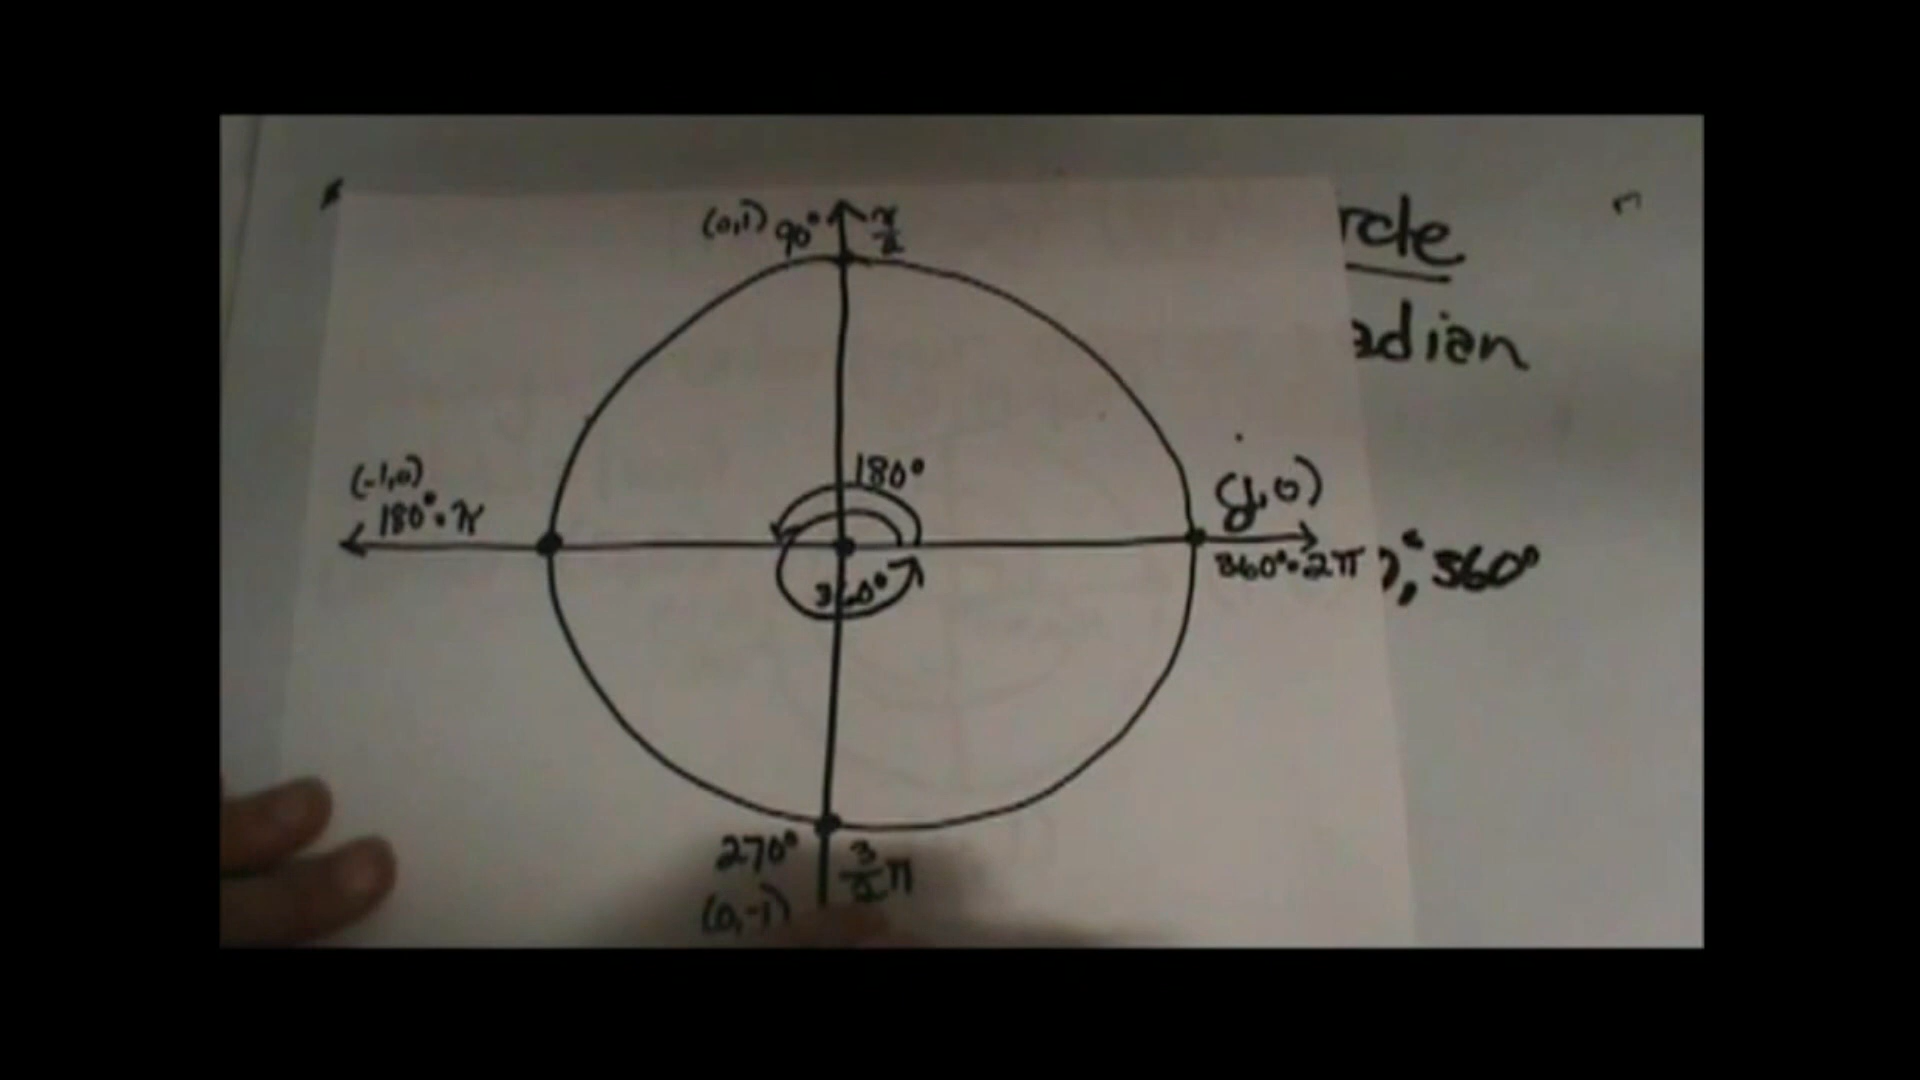 (0,1) 90° π/2
rcle
adian
180°
(-1,0)
180° = π
(1,0)
360° = 2π
, 360°
360°
270° 3/2 π
(0,-1)